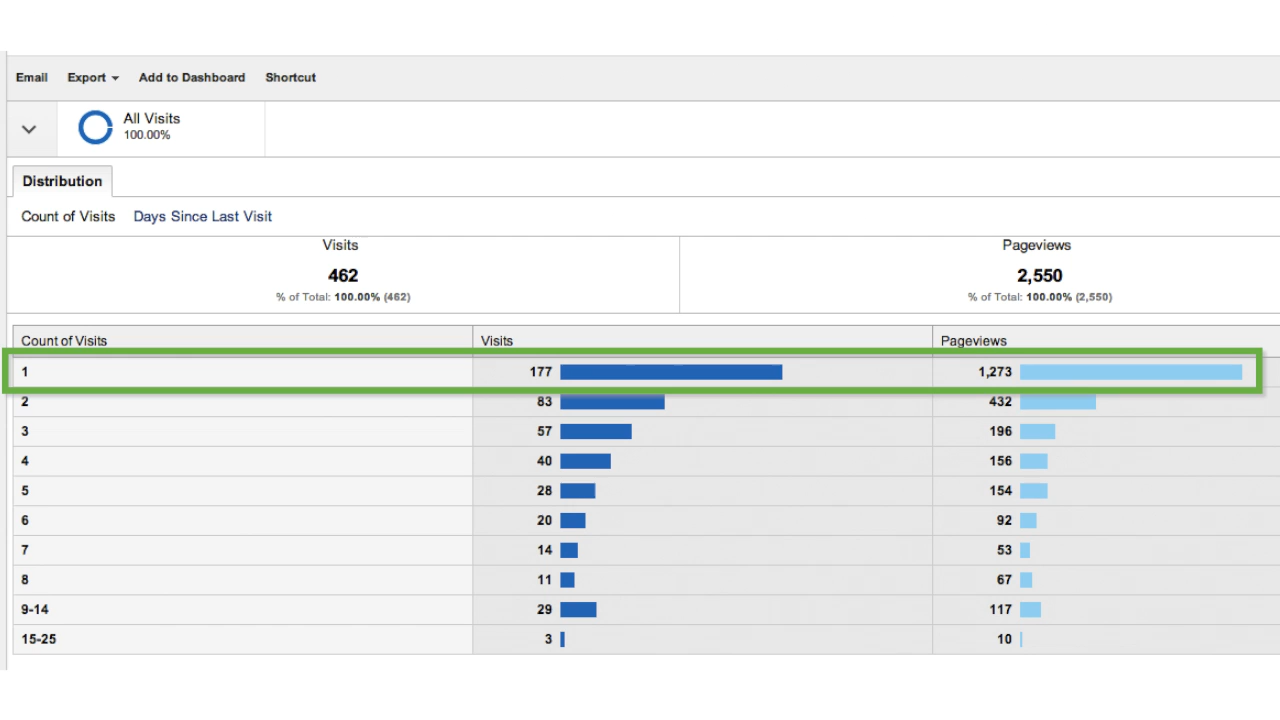 Email Export Add to Dashboard Shortcut
All Visits
100.00%
Distribution
Count of Visits Days Since Last Visit
Visits Pageviews
462 2,550
% of Total: 100.00% (462) % of Total: 100.00% (2,550)
Count of Visits Visits Pageviews
1 177 1,273
2 83 432
3 57 196
4 40 156
5 28 154
6 20 92
7 14 53
8 11 67
9-14 29 117
15-25 3 10